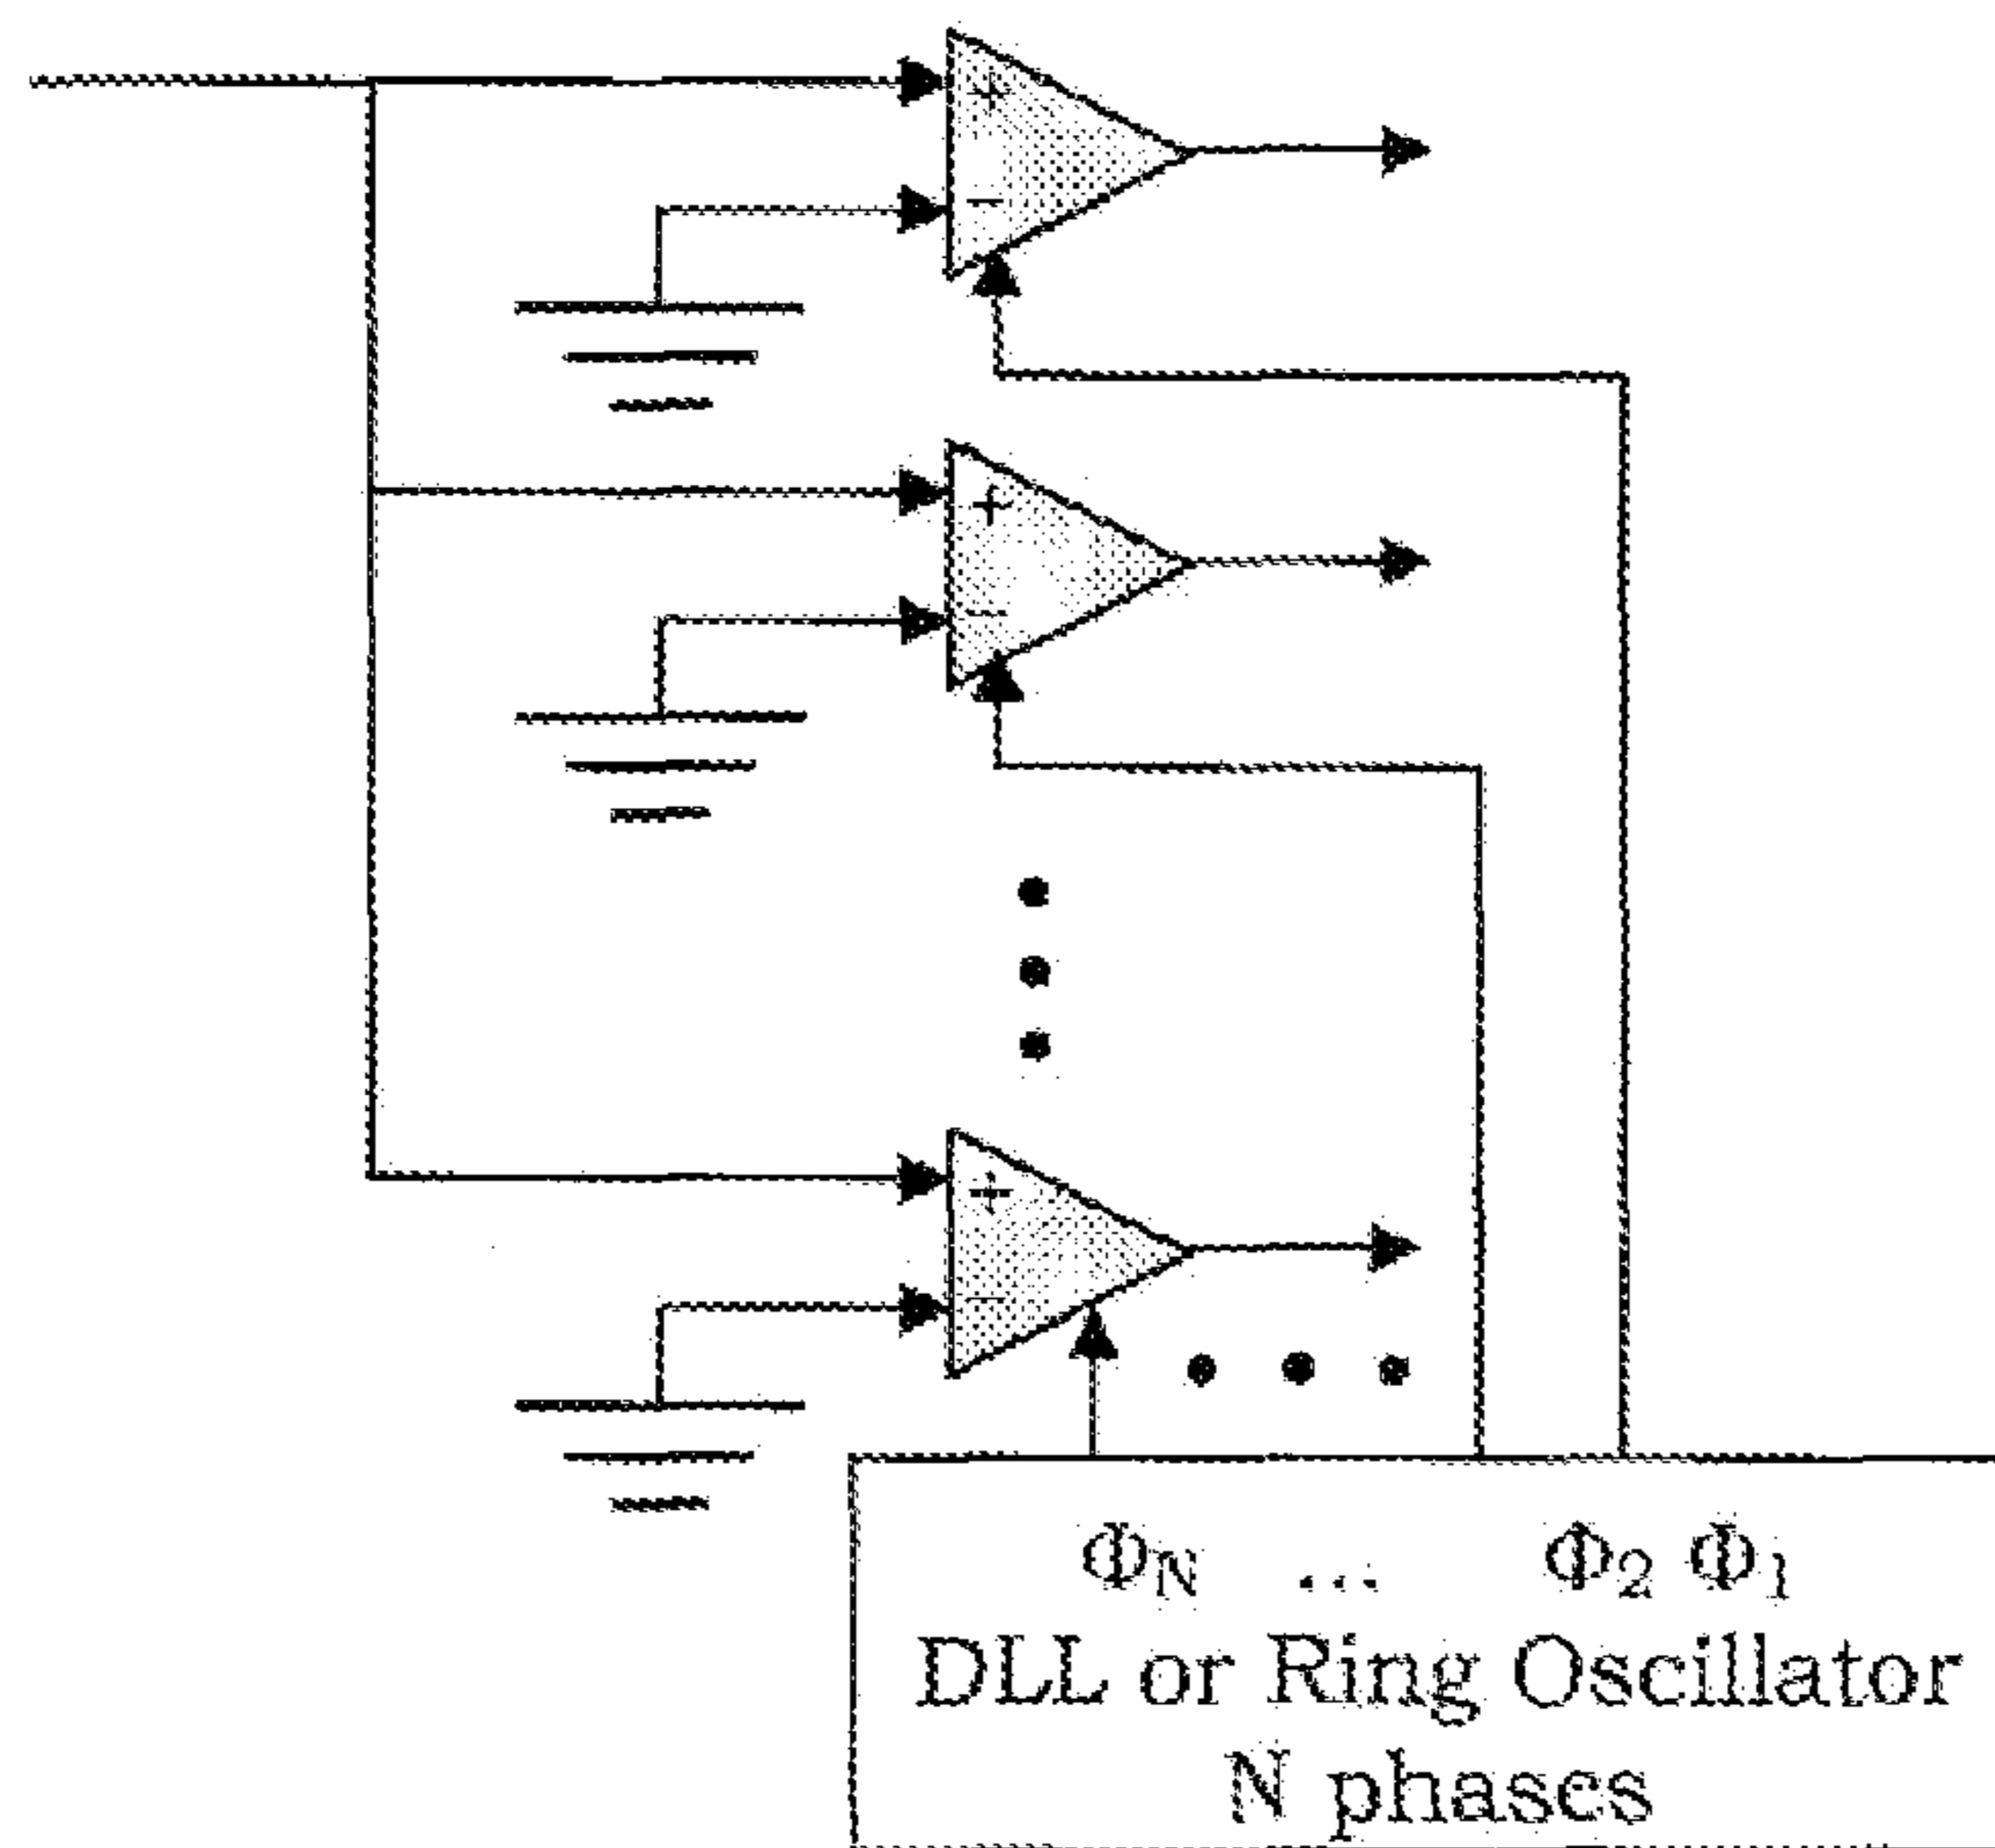 +
−
+
−
+
−
Φ_N ... Φ_2 Φ_1
DLL or Ring Oscillator
N phases